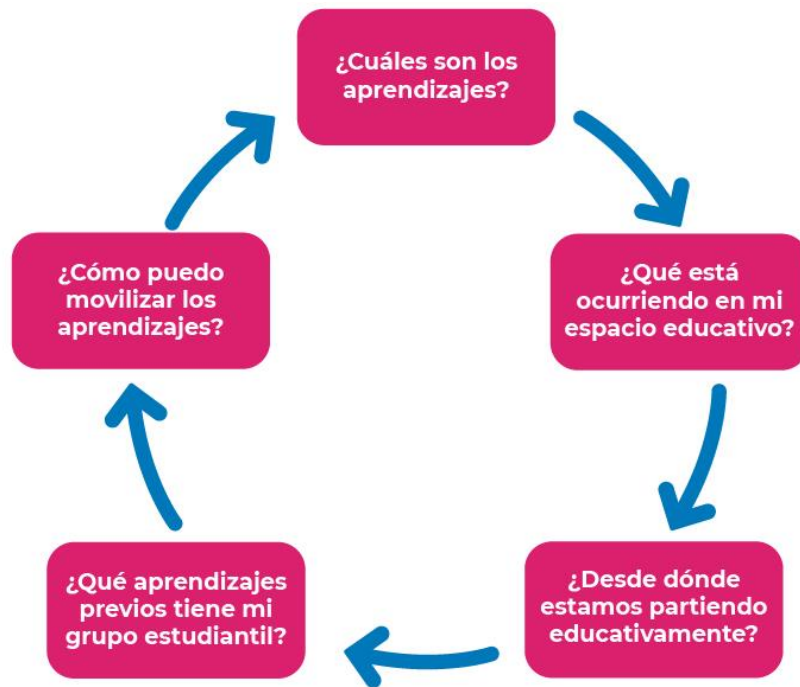 ¿Cuáles son los
aprendizajes?
¿Qué está
ocurriendo en mi
espacio educativo?
¿Desde dónde
estamos partiendo
educativamente?
¿Qué aprendizajes
previos tiene mi
grupo estudiantil?
¿Cómo puedo
movilizar los
aprendizajes?